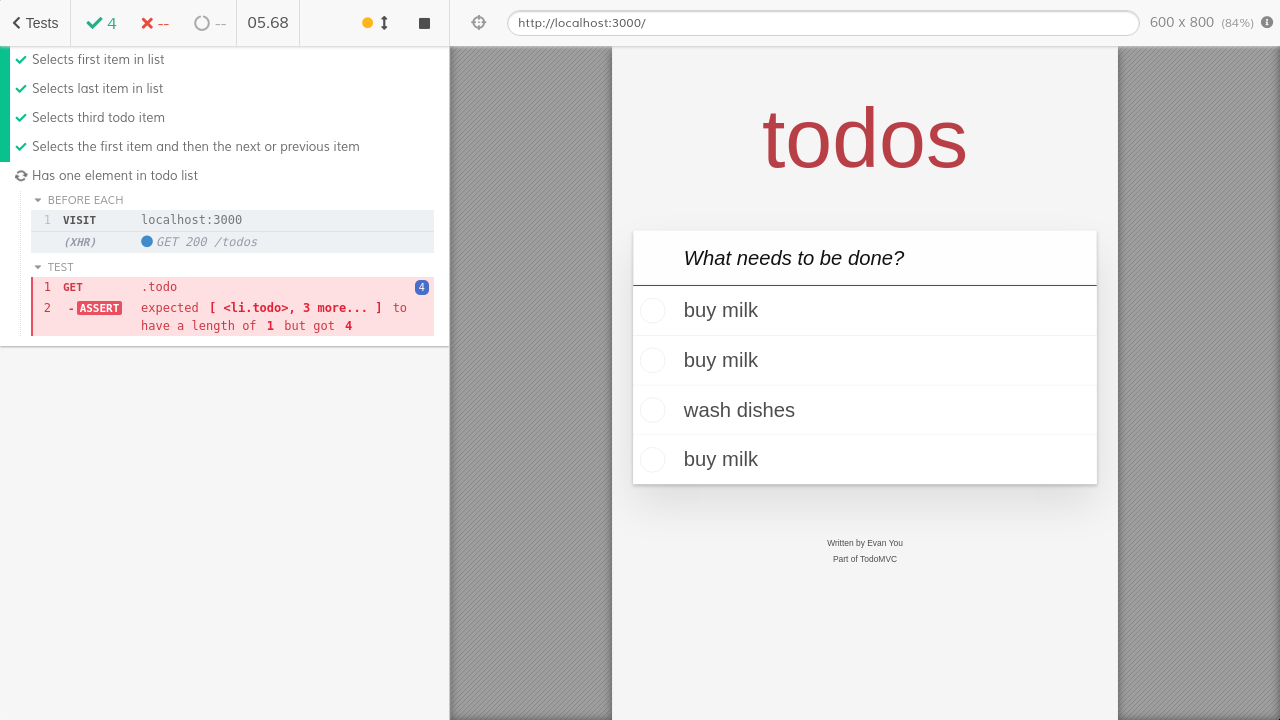 Tests 4 -- -- 05.68
http://localhost:3000/ 600 x 800 (84%)
Selects first item in list
Selects last item in list
Selects third todo item
Selects the first item and then the next or previous item
Has one element in todo list
BEFORE EACH
1 VISIT localhost:3000
(XHR) GET 200 /todos
TEST
1 GET .todo 4
2 -ASSERT expected [ <li.todo>, 3 more... ] to
have a length of 1 but got 4
todos
What needs to be done?
buy milk
buy milk
wash dishes
buy milk
Written by Evan You
Part of TodoMVC